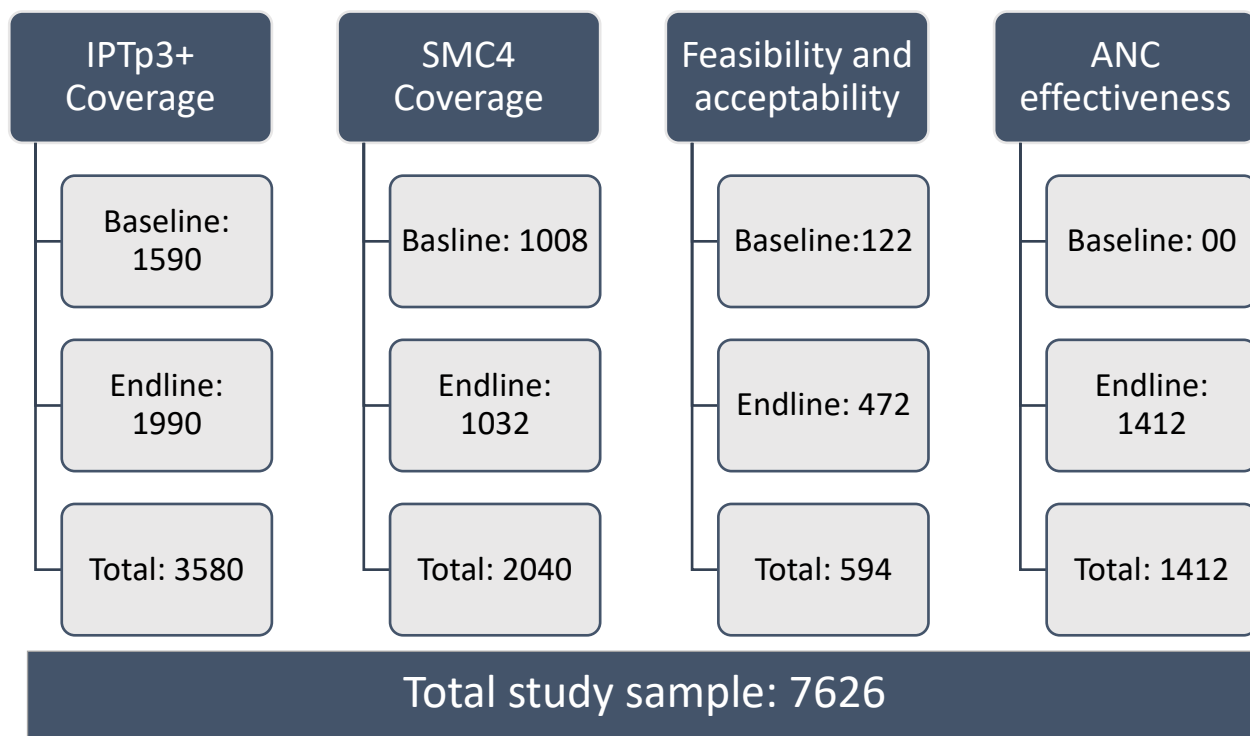 IPTp3+
Coverage
Baseline:
1590
Endline:
1990
Total: 3580
SMC4
Coverage
Basline: 1008
Endline:
1032
Total: 2040
Feasibility and
acceptability
Baseline:122
Endline: 472
Total: 594
ANC
effectiveness
Baseline: 00
Endline:
1412
Total: 1412
Total study sample: 7626